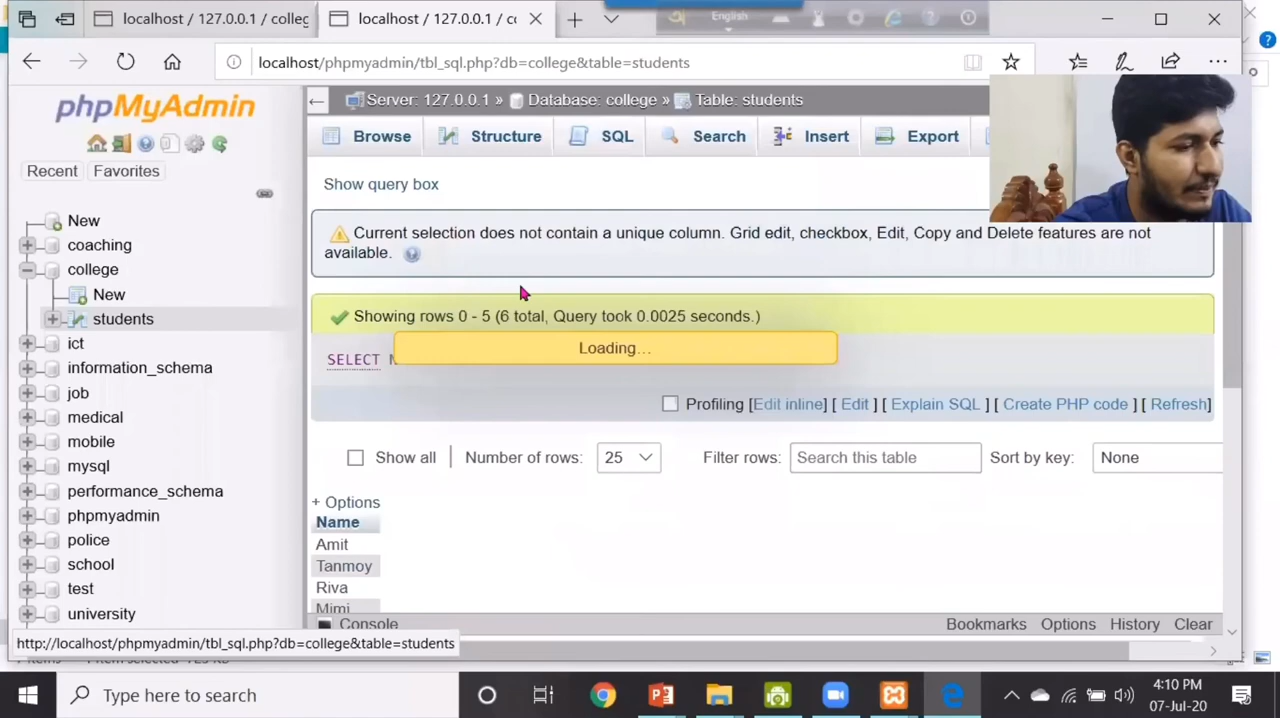 localhost / 127.0.0.1 / colleg
localhost / 127.0.0.1 / cc
English
localhost/phpmyadmin/tbl_sql.php?db=college&table=students
phpMyAdmin
Recent
Favorites
New
coaching
college
New
students
ict
information_schema
job
medical
mobile
mysql
performance_schema
phpmyadmin
police
school
test
university
Server: 127.0.0.1 » Database: college » Table: students
Browse
Structure
SQL
Search
Insert
Export
Show query box
Current selection does not contain a unique column. Grid edit, checkbox, Edit, Copy and Delete features are not
available.
Showing rows 0 - 5 (6 total, Query took 0.0025 seconds.)
Loading...
SELECT
Profiling [Edit inline] [ Edit ] [ Explain SQL ] [ Create PHP code ] [ Refresh]
Show all
Number of rows: 25
Filter rows: Search this table
Sort by key: None
+ Options
Name
Amit
Tanmoy
Riva
Mimi
Console
Bookmarks Options History Clear
http://localhost/phpmyadmin/tbl_sql.php?db=college&table=students
Type here to search
4:10 PM
07-Jul-20